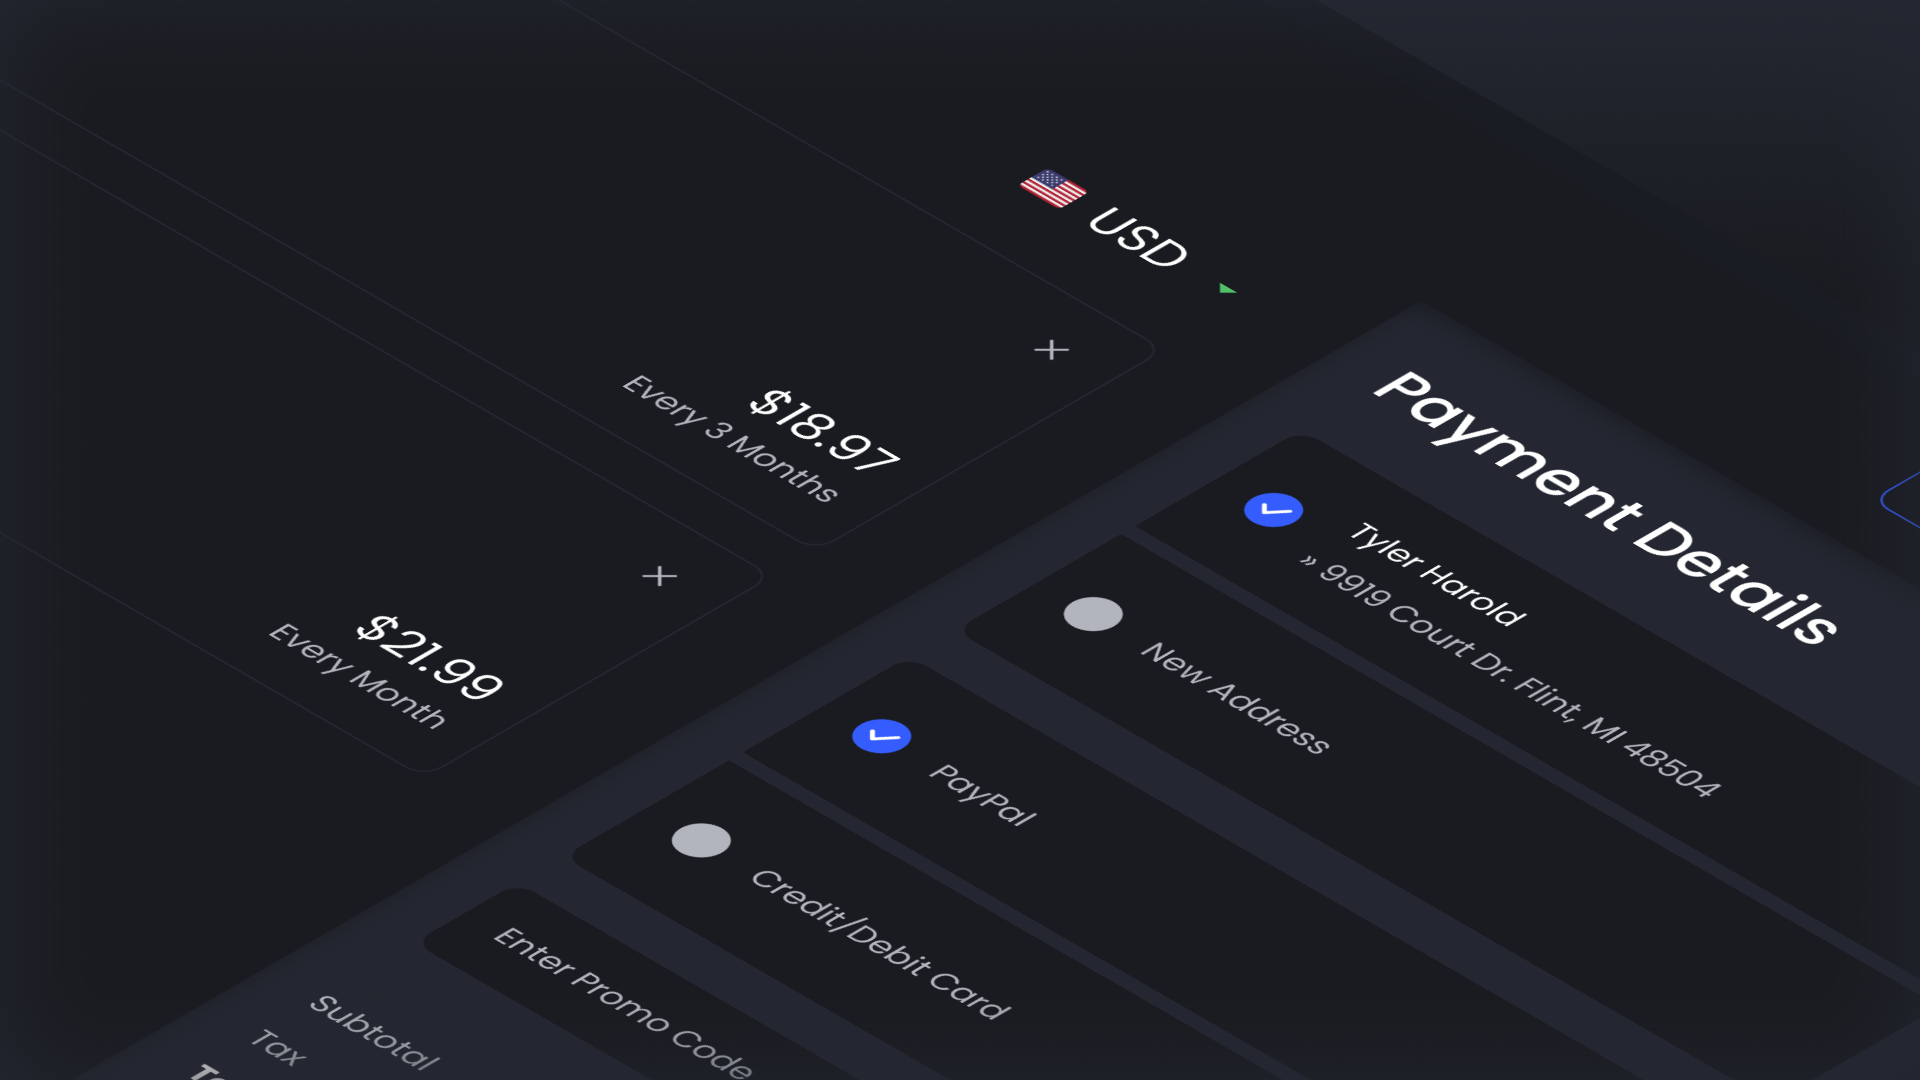 USD
$18.97
Every 3 Months
$21.99
Every Month
Payment Details
Tyler Harold
» 9919 Court Dr. Flint, MI 48504
New Address
PayPal
Credit/Debit Card
Enter Promo Code
Subtotal
Tax